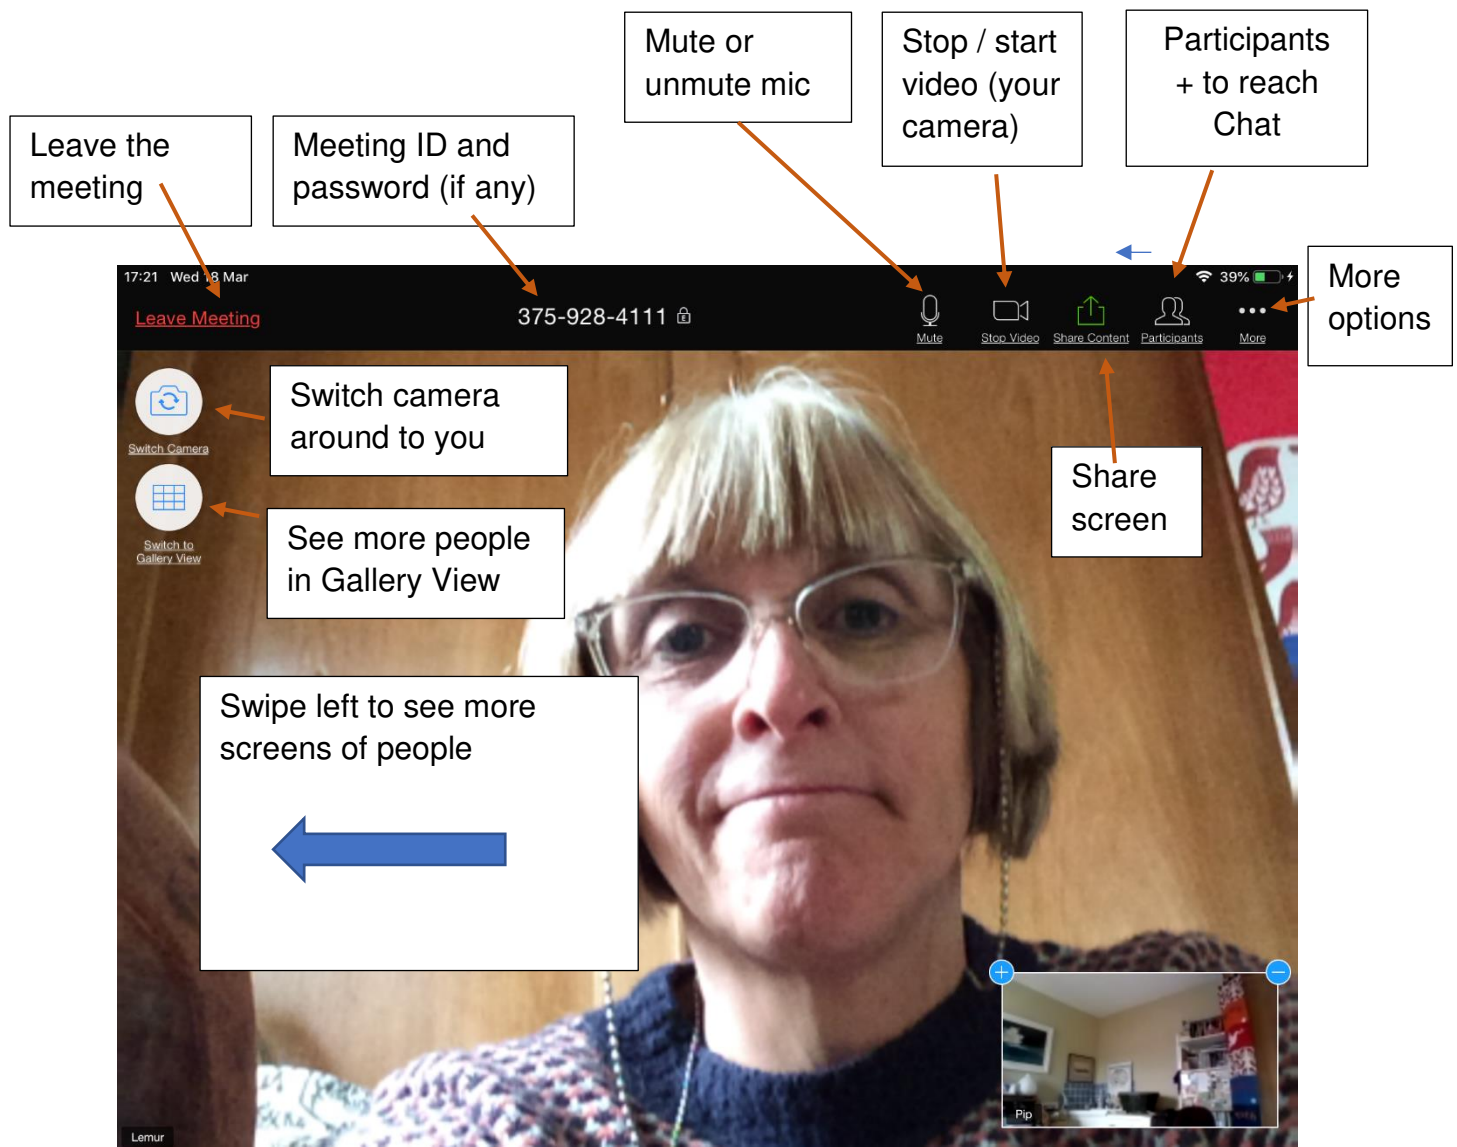 Mute or
unmute mic
Stop / start
video (your
camera)
Participants
+ to reach
Chat
Leave the
meeting
Meeting ID and
password (if any)
More
options
17:21 Wed 18 Mar
39%
Leave Meeting
375-928-4111
E
Mute
Stop Video
Share Content
Participants
More
Switch Camera
Switch camera
around to you
Switch to
Gallery View
See more people
in Gallery View
Share
screen
Swipe left to see more
screens of people
Pip
Lemur